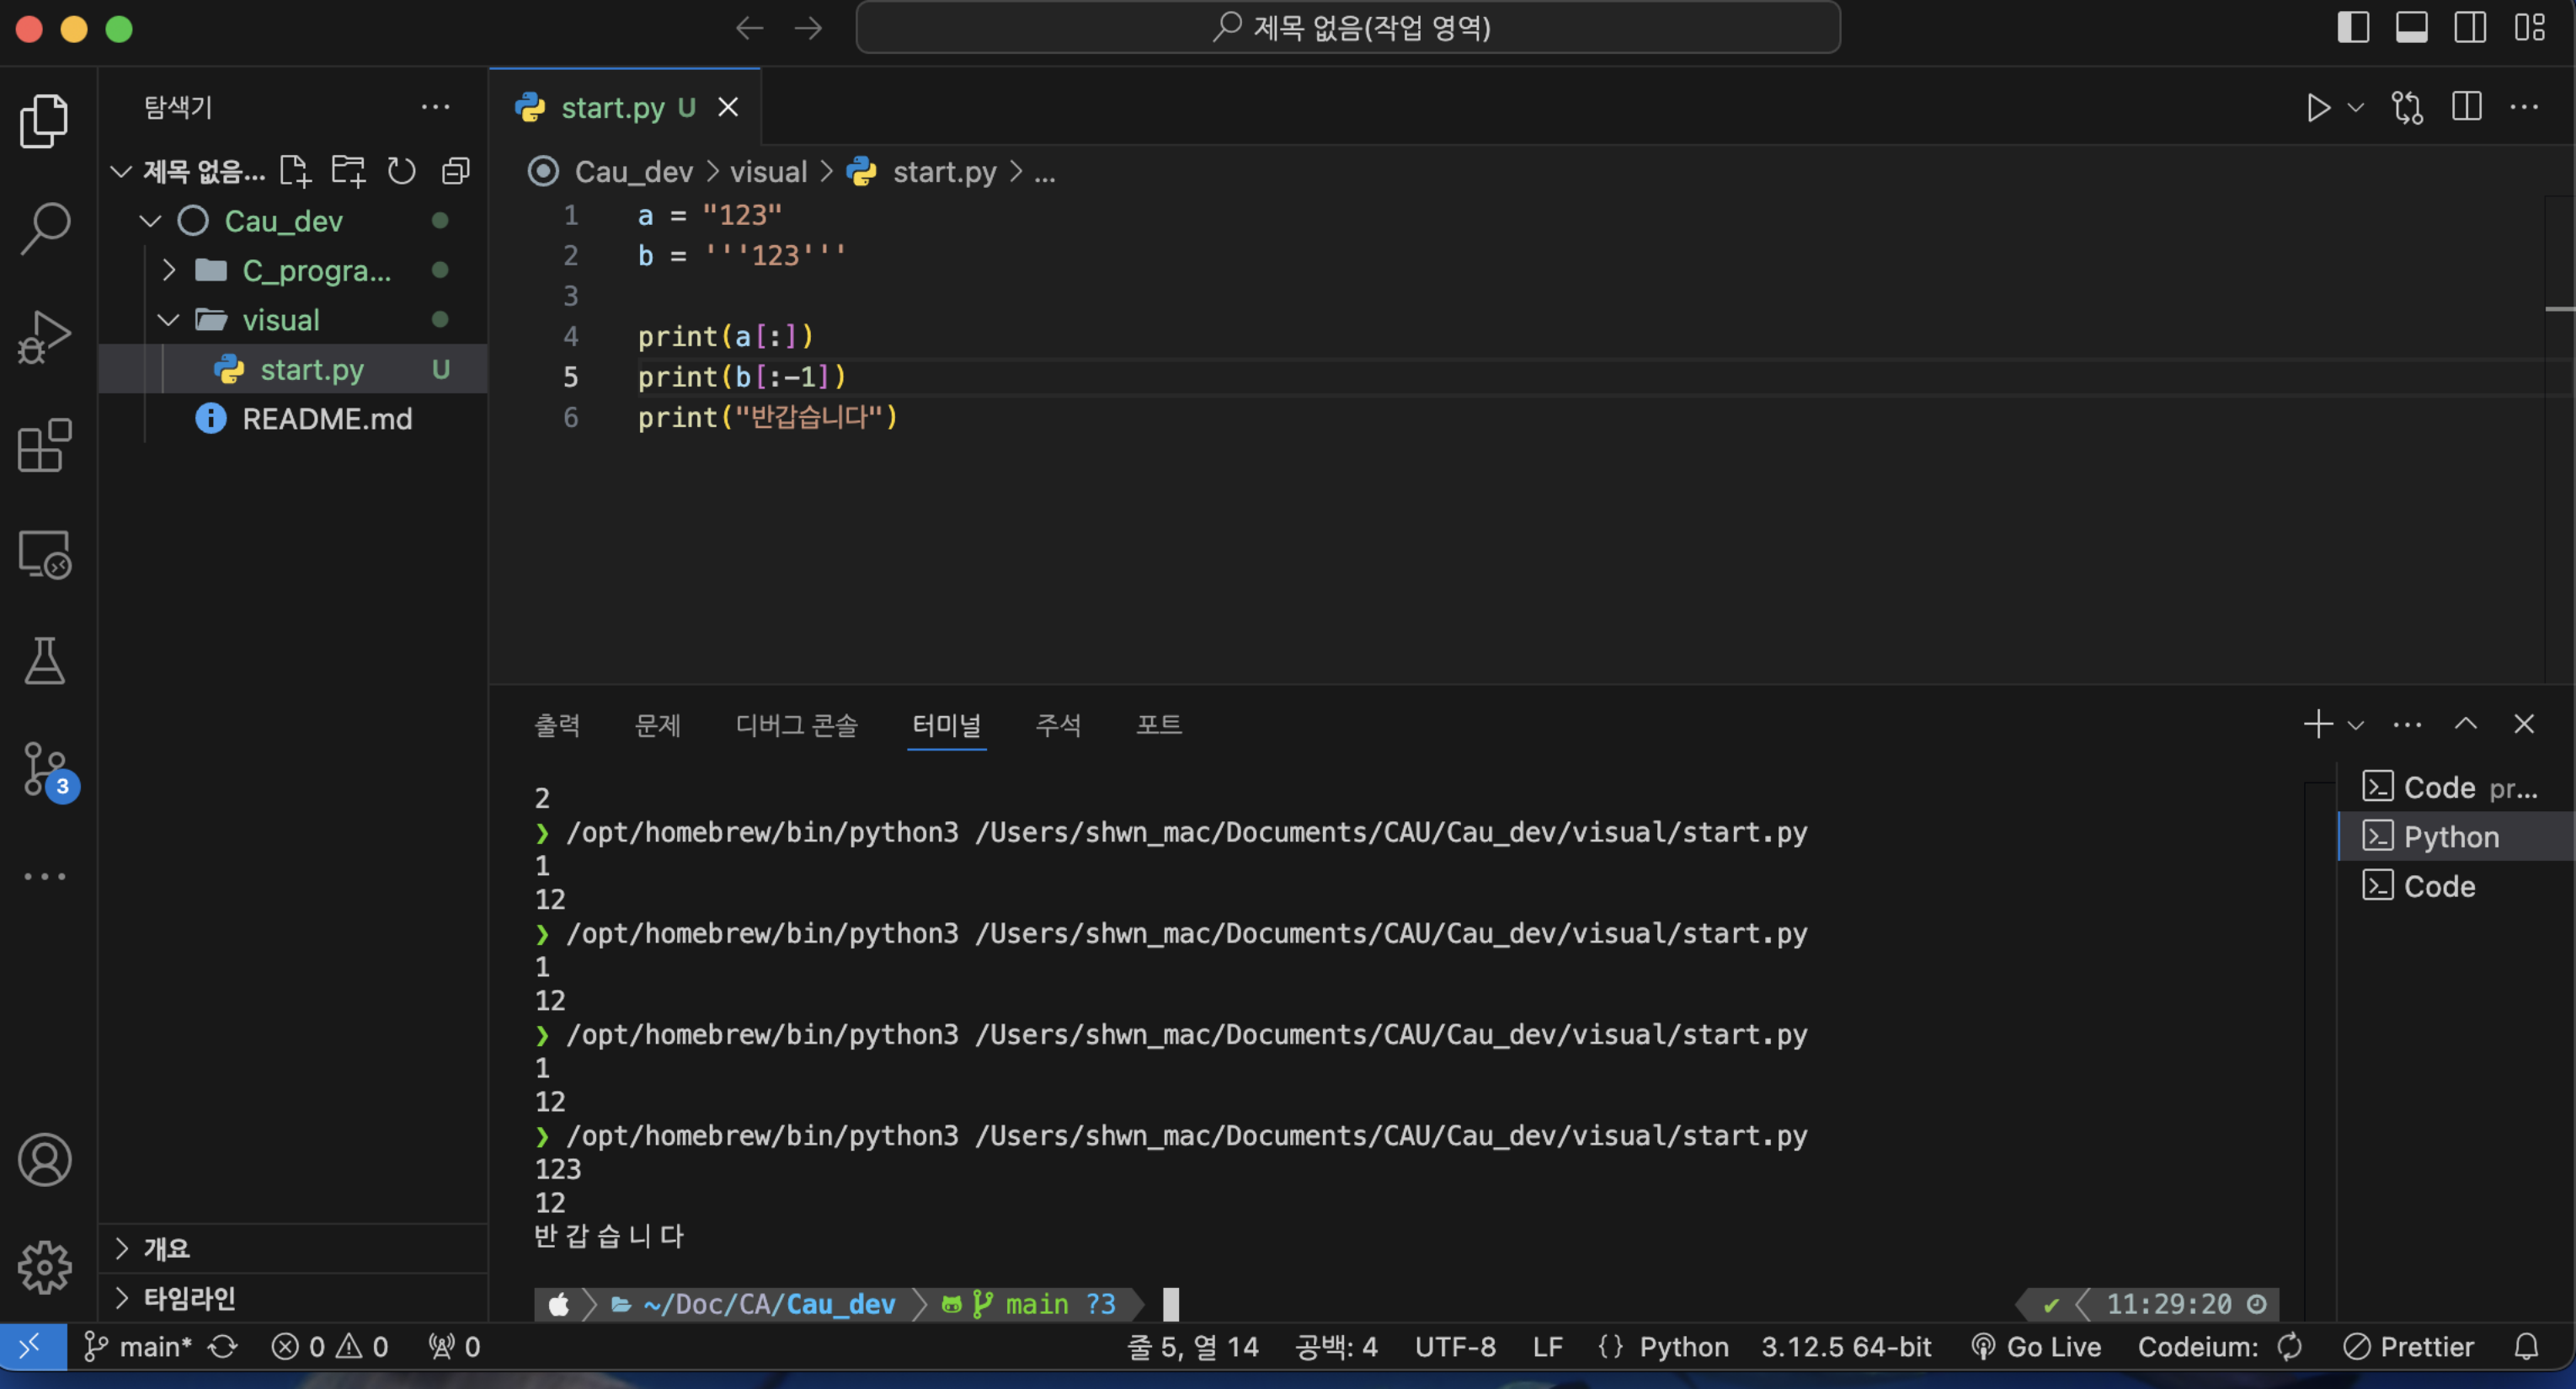 제목 없음(작업 영역)
탐색기 ...
제목 없음...
Cau_dev
C_progra...
visual
start.py U
README.md
개요
타임라인
start.py U
Cau_dev > visual > start.py > ...
1 a = "123"
2 b = '''123'''
3
4 print(a[:])
5 print(b[:-1])
6 print("반갑습니다")
출력 문제 디버그 콘솔 터미널 주석 포트
2
❯ /opt/homebrew/bin/python3 /Users/shwn_mac/Documents/CAU/Cau_dev/visual/start.py
1
12
❯ /opt/homebrew/bin/python3 /Users/shwn_mac/Documents/CAU/Cau_dev/visual/start.py
1
12
❯ /opt/homebrew/bin/python3 /Users/shwn_mac/Documents/CAU/Cau_dev/visual/start.py
1
12
❯ /opt/homebrew/bin/python3 /Users/shwn_mac/Documents/CAU/Cau_dev/visual/start.py
123
12
반갑습니다
~/Doc/CA/Cau_dev main ?3 ✔ 11:29:20
Code pr...
Python
Code
3
main* 0 0 0 줄 5, 열 14 공백: 4 UTF-8 LF {} Python 3.12.5 64-bit Go Live Codeium: Prettier